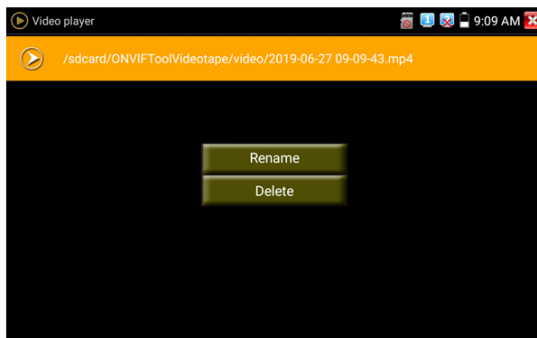 Video player
9:09 AM
/sdcard/ONVIFToolVideotape/video/2019-06-27 09-09-43.mp4
Rename
Delete